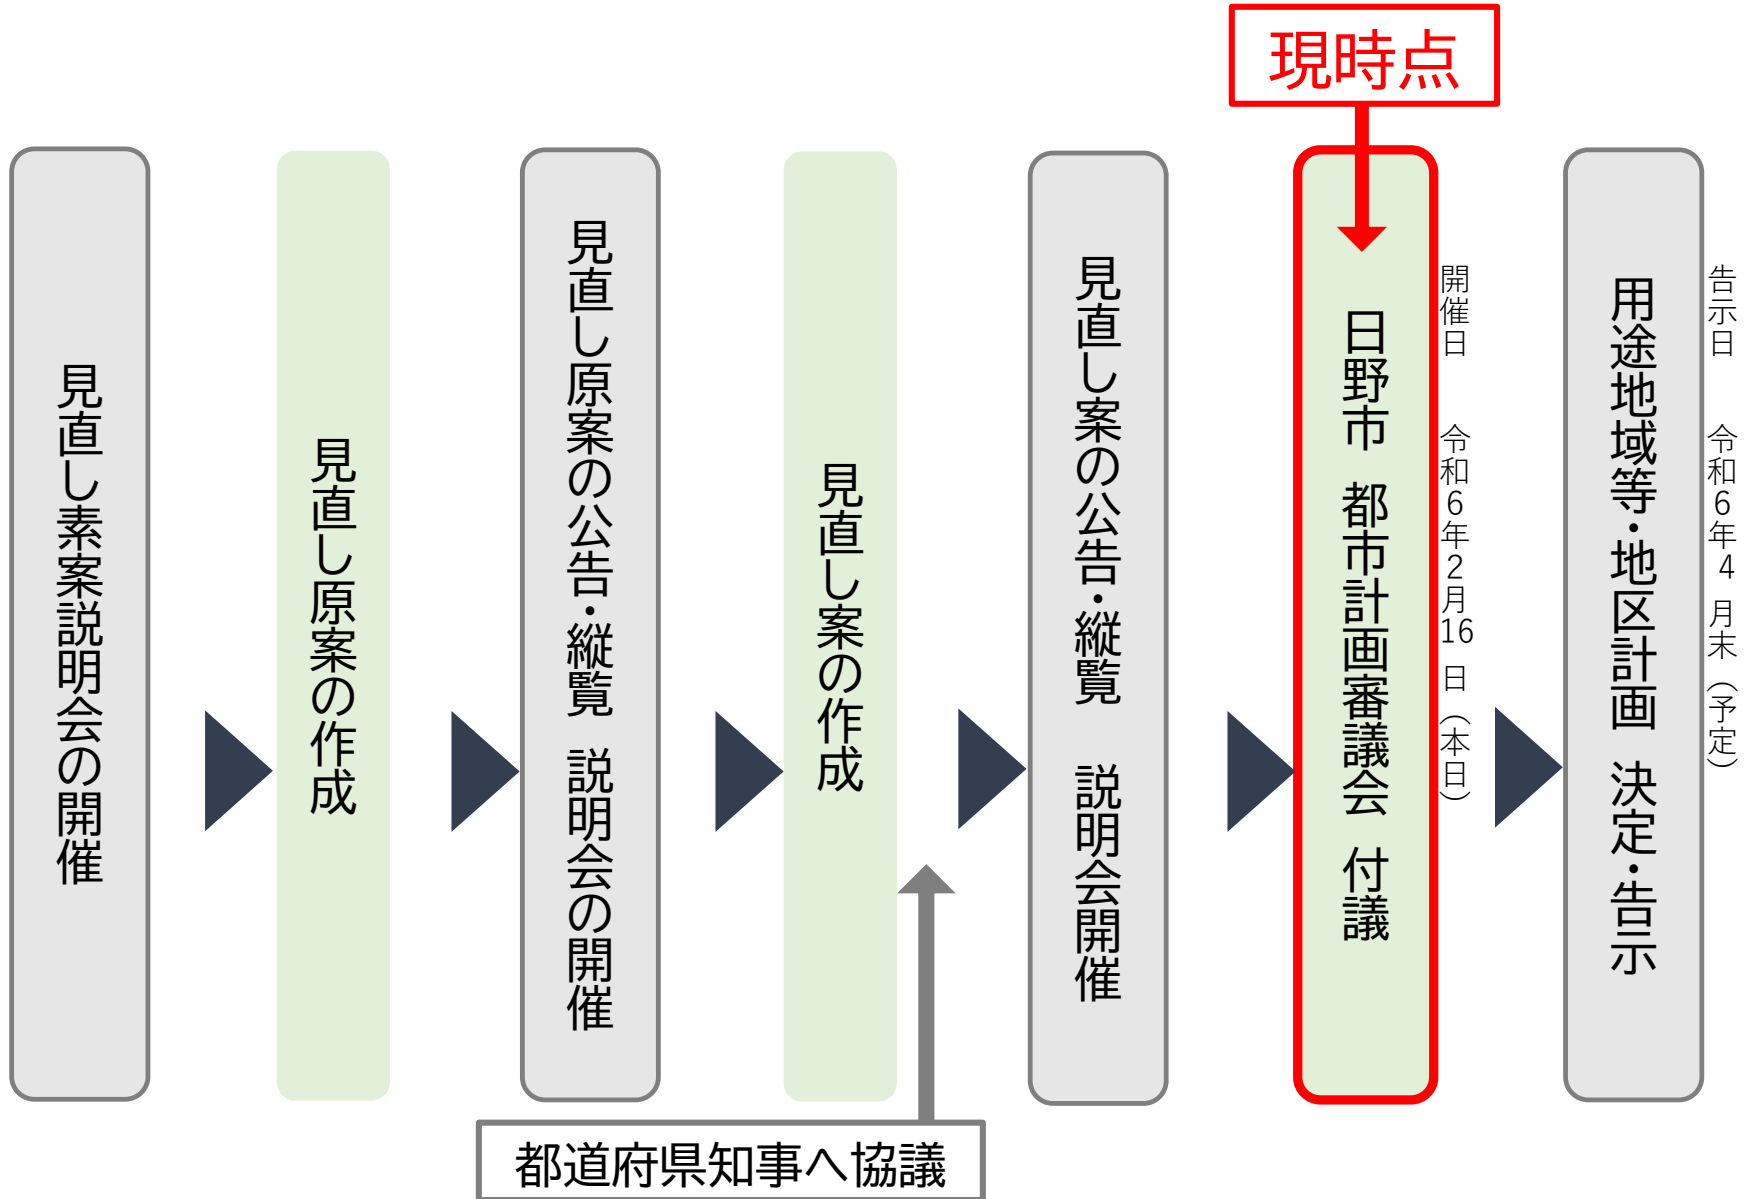 現時点
見直し素案説明会の開催
見直し原案の作成
見直し原案の公告・縦覧 説明会の開催
見直し案の作成
見直し案の公告・縦覧 説明会開催
日野市 都市計画審議会 付議
開催日 令和6年2月16日(本日)
用途地域等・地区計画 決定・告示
告示日 令和6年4月末(予定)
都道府県知事へ協議